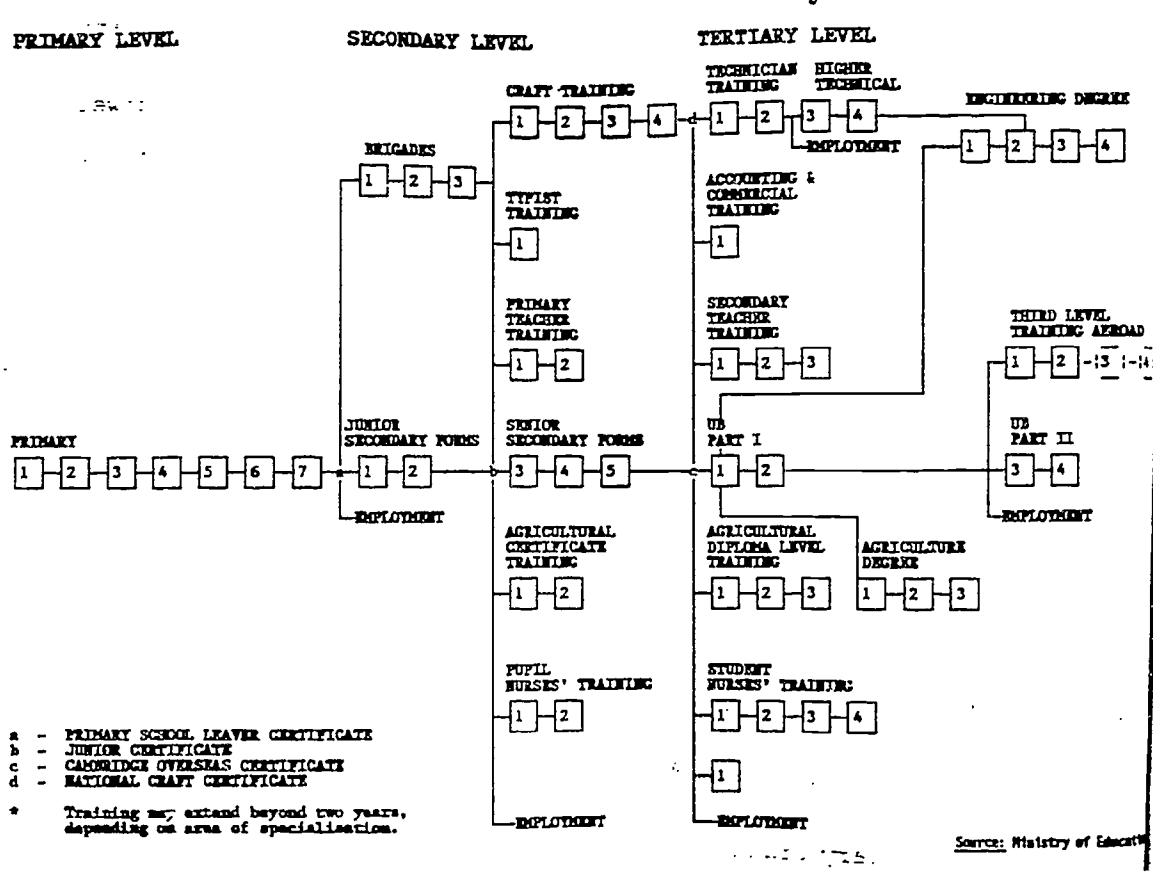 PRIMARY LEVEL
SECONDARY LEVEL
TERTIARY LEVEL
CRAFT TRAINING
1 2 3 4
d
TECHNICIAN
TRAINING
1 2
HIGHER
TECHNICAL
3 4
EMPLOYMENT
ENGINEERING DEGREE
1 2 3 4
BRIGADES
1 2 3
TYPIST
TRAINING
1
ACCOUNTING &
COMMERCIAL
TRAINING
1
PRIMARY
TEACHER
TRAINING
1 2
SECONDARY
TEACHER
TRAINING
1 2 3
THIRD LEVEL
TRAINING ABROAD
1 2 3 4
PRIMARY
1 2 3 4 5 6 7
a
JUNIOR
SECONDARY FORMS
1 2
b
SENIOR
SECONDARY FORMS
3 4 5
c
UB
PART I
1 2
UB
PART II
3 4
EMPLOYMENT
EMPLOYMENT
AGRICULTURAL
CERTIFICATE
TRAINING
1 2
AGRICULTURAL
DIPLOMA LEVEL
TRAINING
1 2 3
AGRICULTURE
DEGREE
1 2 3
PUPIL
NURSES' TRAINING
1 2
STUDENT
NURSES' TRAINING
1 2 3 4
1
EMPLOYMENT
EMPLOYMENT
a - PRIMARY SCHOOL LEAVER CERTIFICATE
b - JUNIOR CERTIFICATE
c - CAMBRIDGE OVERSEAS CERTIFICATE
d - NATIONAL CRAFT CERTIFICATE
* Training may extend beyond two years,
depending on area of specialisation.
Source: Ministry of Educati